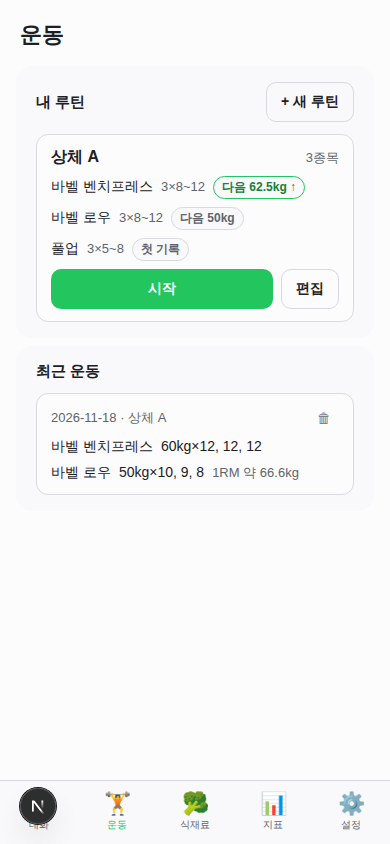 운동
내 루틴
+ 새 루틴
상체 A
3종목
바벨 벤치프레스 3×8~12 다음 62.5kg ↑
바벨 로우 3×8~12 다음 50kg
풀업 3×5~8 첫 기록
시작
편집
최근 운동
2026-11-18 · 상체 A
바벨 벤치프레스 60kg×12, 12, 12
바벨 로우 50kg×10, 9, 8 1RM 약 66.6kg
N
운동
식재료
지표
설정